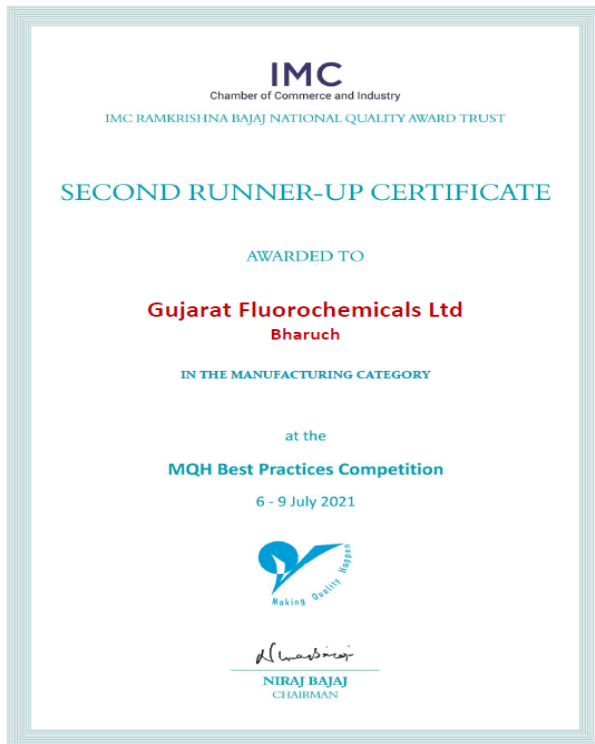 IMC
Chamber of Commerce and Industry
IMC RAMKRISHNA BAJAJ NATIONAL QUALITY AWARD TRUST
SECOND RUNNER-UP CERTIFICATE
AWARDED TO
Gujarat Fluorochemicals Ltd
Bharuch
IN THE MANUFACTURING CATEGORY
at the
MQH Best Practices Competition
6 - 9 July 2021
Making Quality Happen
NIRAJ BAJAJ
CHAIRMAN